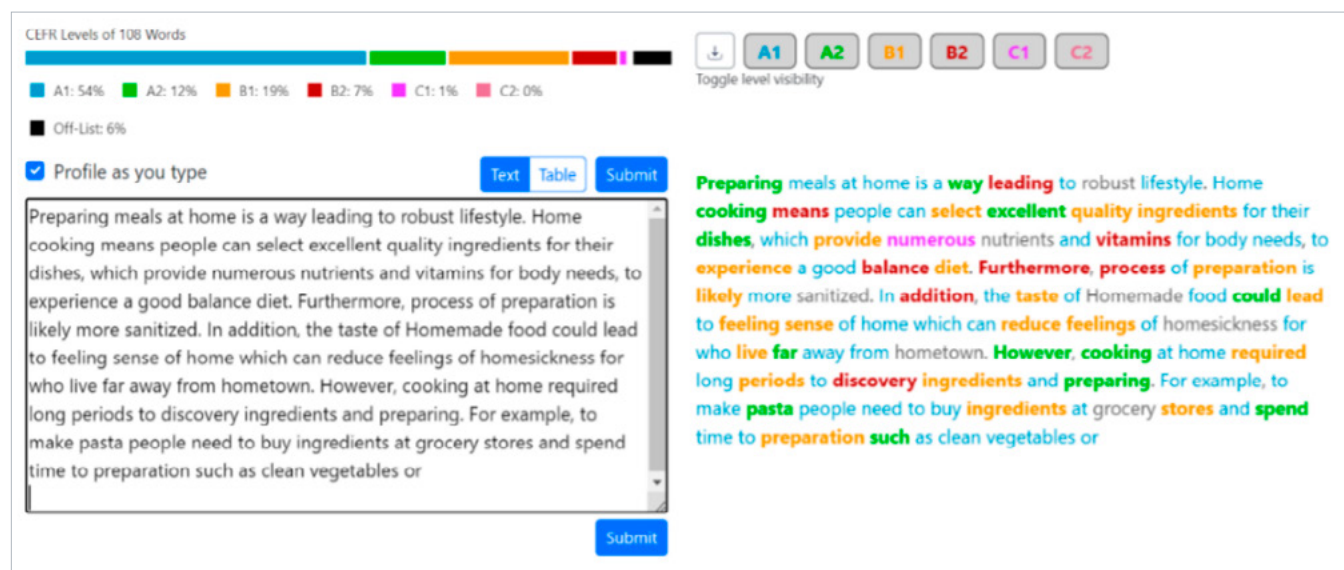 CEFR Levels of 108 Words
A1: 54% A2: 12% B1: 19% B2: 7% C1: 1% C2: 0%
Off-List: 6%
Profile as you type
Text Table Submit
Preparing meals at home is a way leading to robust lifestyle. Home
cooking means people can select excellent quality ingredients for their
dishes, which provide numerous nutrients and vitamins for body needs, to
experience a good balance diet. Furthermore, process of preparation is
likely more sanitized. In addition, the taste of Homemade food could lead
to feeling sense of home which can reduce feelings of homesickness for
who live far away from hometown. However, cooking at home required
long periods to discovery ingredients and preparing. For example, to
make pasta people need to buy ingredients at grocery stores and spend
time to preparation such as clean vegetables or
Submit
A1 A2 B1 B2 C1 C2
Toggle level visibility
Preparing meals at home is a way leading to robust lifestyle. Home
cooking means people can select excellent quality ingredients for their
dishes, which provide numerous nutrients and vitamins for body needs, to
experience a good balance diet. Furthermore, process of preparation is
likely more sanitized. In addition, the taste of Homemade food could lead
to feeling sense of home which can reduce feelings of homesickness for
who live far away from hometown. However, cooking at home required
long periods to discovery ingredients and preparing. For example, to
make pasta people need to buy ingredients at grocery stores and spend
time to preparation such as clean vegetables or